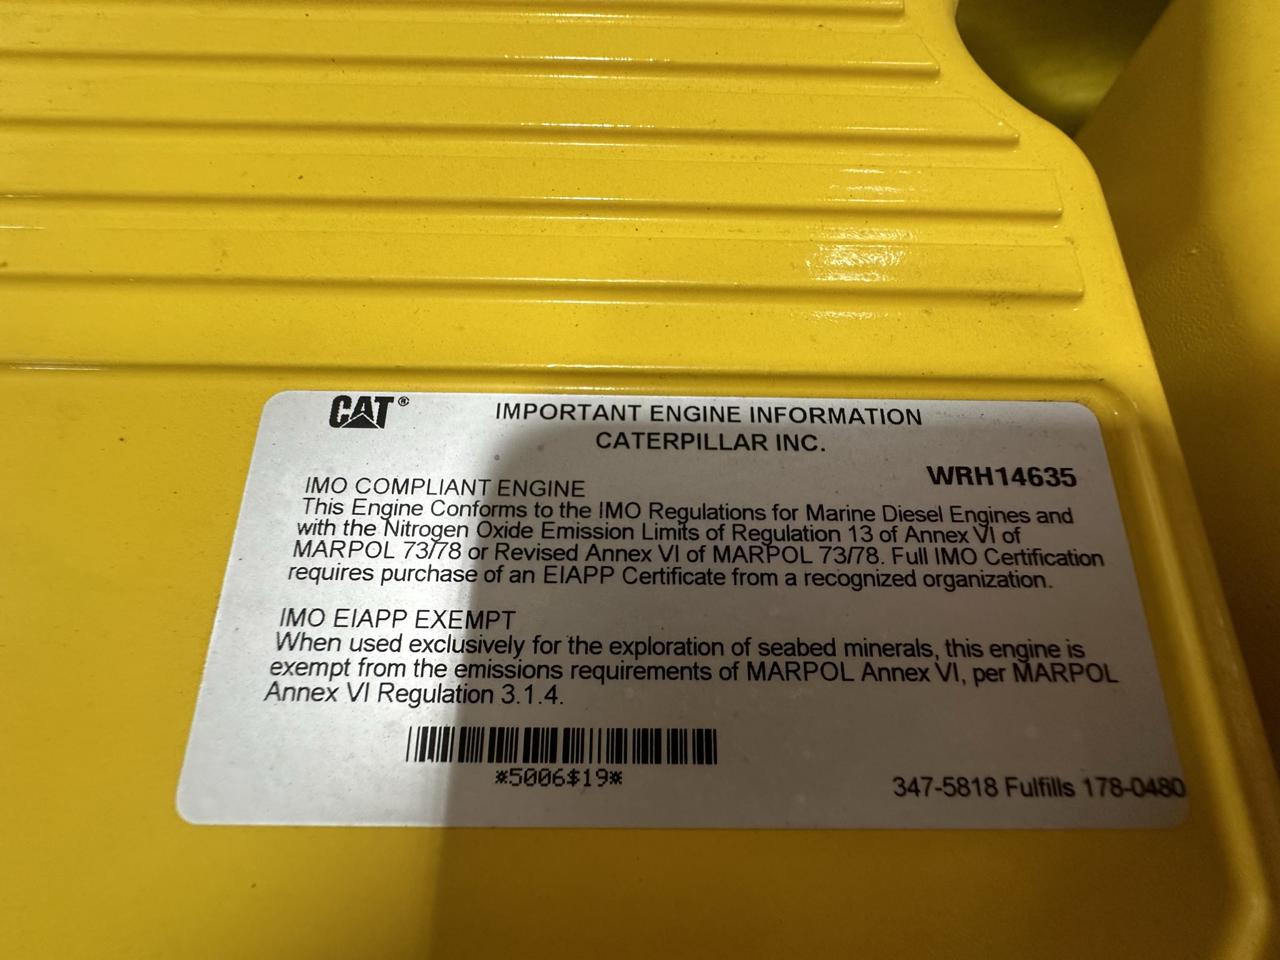 CAT®
IMPORTANT ENGINE INFORMATION
CATERPILLAR INC.
WRH14635
IMO COMPLIANT ENGINE
This Engine Conforms to the IMO Regulations for Marine Diesel Engines and
with the Nitrogen Oxide Emission Limits of Regulation 13 of Annex VI of
MARPOL 73/78 or Revised Annex VI of MARPOL 73/78. Full IMO Certification
requires purchase of an EIAPP Certificate from a recognized organization.
IMO EIAPP EXEMPT
When used exclusively for the exploration of seabed minerals, this engine is
exempt from the emissions requirements of MARPOL Annex VI, per MARPOL
Annex VI Regulation 3.1.4.
*5006$19*
347-5818 Fulfills 178-0480